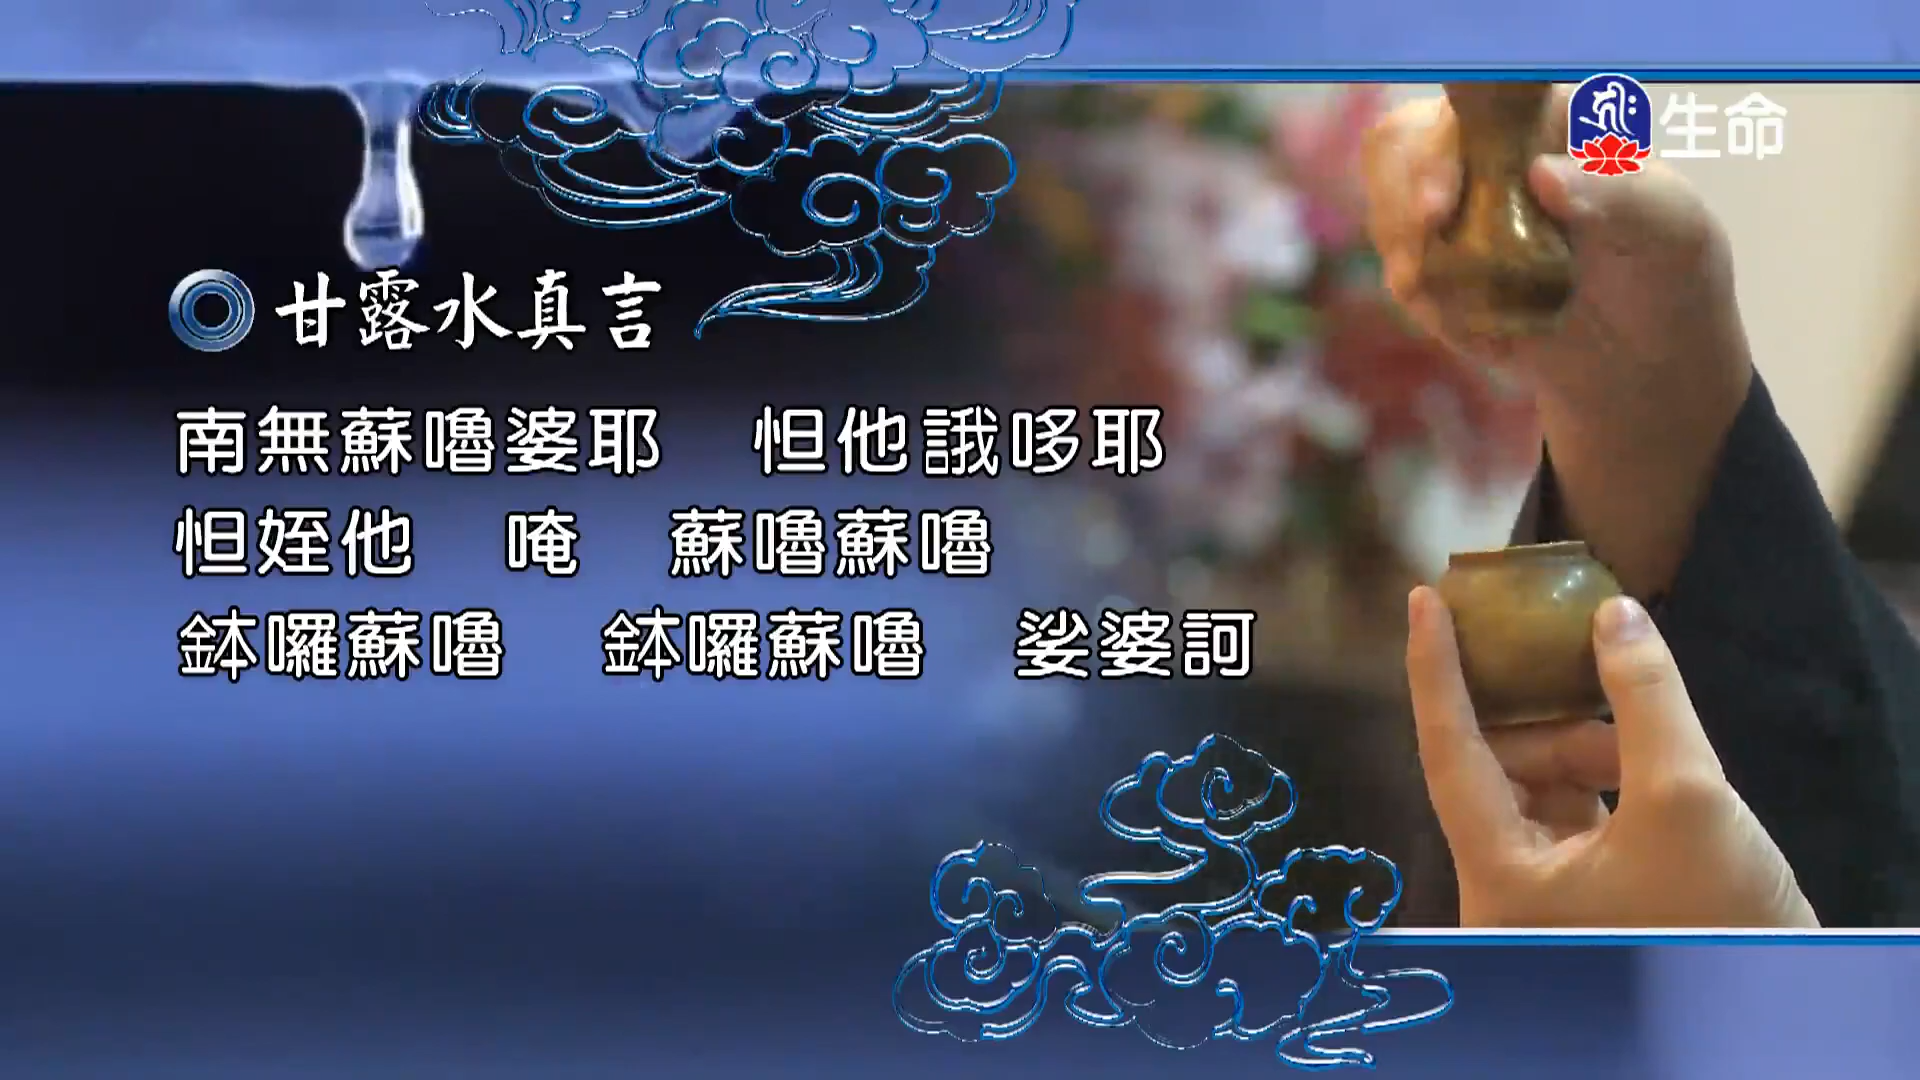 生命
甘露水真言
南無蘇嚕婆耶　怛他誐哆耶
怛姪他　唵　蘇嚕蘇嚕
鉢囉蘇嚕　鉢囉蘇嚕　娑婆訶